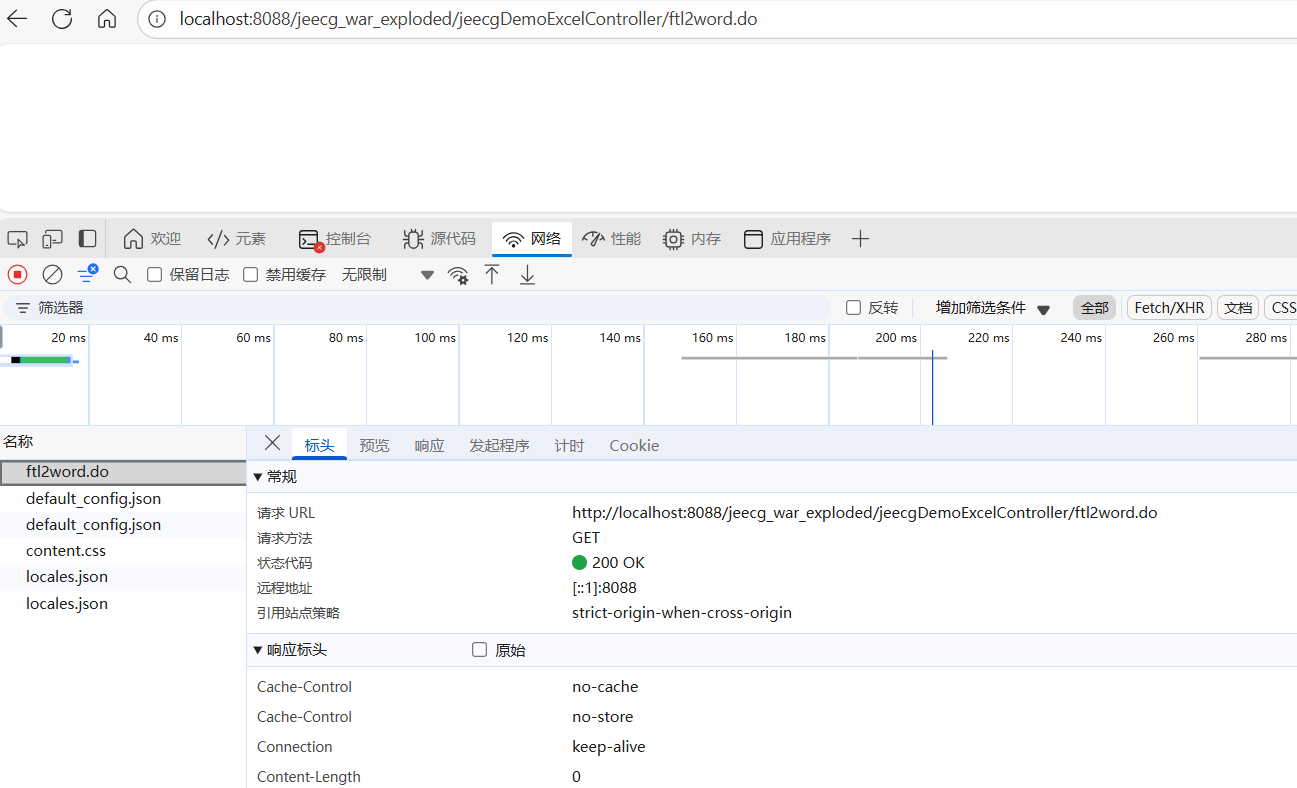 localhost:8088/jeecg_war_exploded/jeecgDemoExcelController/ftl2word.do
欢迎 元素 控制台 源代码 网络 性能 内存 应用程序
保留日志 禁用缓存 无限制
筛选器 反转 增加筛选条件 全部 Fetch/XHR 文档 CSS
20 ms 40 ms 60 ms 80 ms 100 ms 120 ms 140 ms 160 ms 180 ms 200 ms 220 ms 240 ms 260 ms 280 ms
名称
ftl2word.do
default_config.json
default_config.json
content.css
locales.json
locales.json
标头 预览 响应 发起程序 计时 Cookie
常规
请求 URL http://localhost:8088/jeecg_war_exploded/jeecgDemoExcelController/ftl2word.do
请求方法 GET
状态代码 200 OK
远程地址 [::1]:8088
引用站点策略 strict-origin-when-cross-origin
响应标头 原始
Cache-Control no-cache
Cache-Control no-store
Connection keep-alive
Content-Length 0